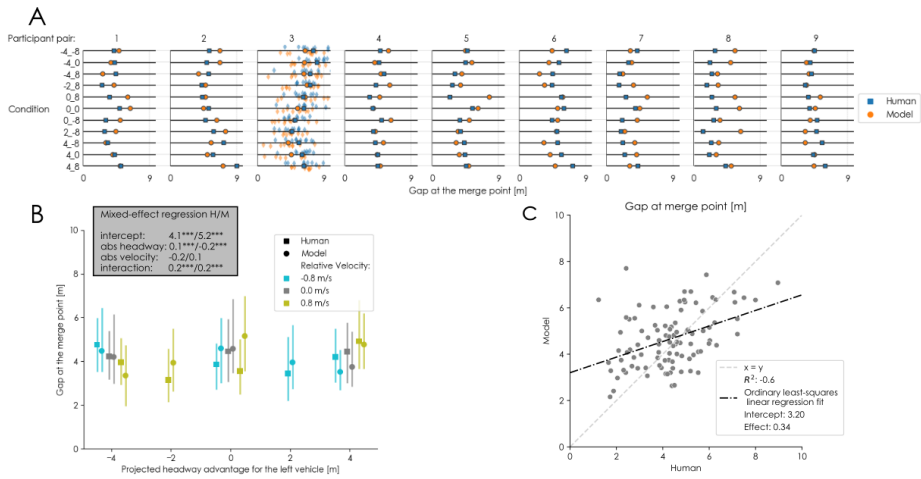 A
Participant pair:
1 2 3 4 5 6 7 8 9
Condition
-4_-8
-4_0
-4_8
-2_8
0_8
0_0
0_-8
2_-8
4_-8
4_0
4_8
0 9 0 9 0 9 0 9 0 9 0 9 0 9 0 9 0 9
Gap at the merge point [m]
Human
Model
B
Mixed-effect regression H/M
intercept: 4.1***/5.2***
abs headway: 0.1***/-0.2***
abs velocity: -0.2/0.1
interaction: 0.2***/0.2***
Human
Model
Relative Velocity:
-0.8 m/s
0.0 m/s
0.8 m/s
Gap at the merge point [m]
10
8
6
4
2
0
−4 −2 0 2 4
Projected headway advantage for the left vehicle [m]
C
Gap at merge point [m]
Model
10
8
6
4
2
0
x = y
R²: -0.6
Ordinary least-squares
linear regression fit
Intercept: 3.20
Effect: 0.34
0 2 4 6 8 10
Human